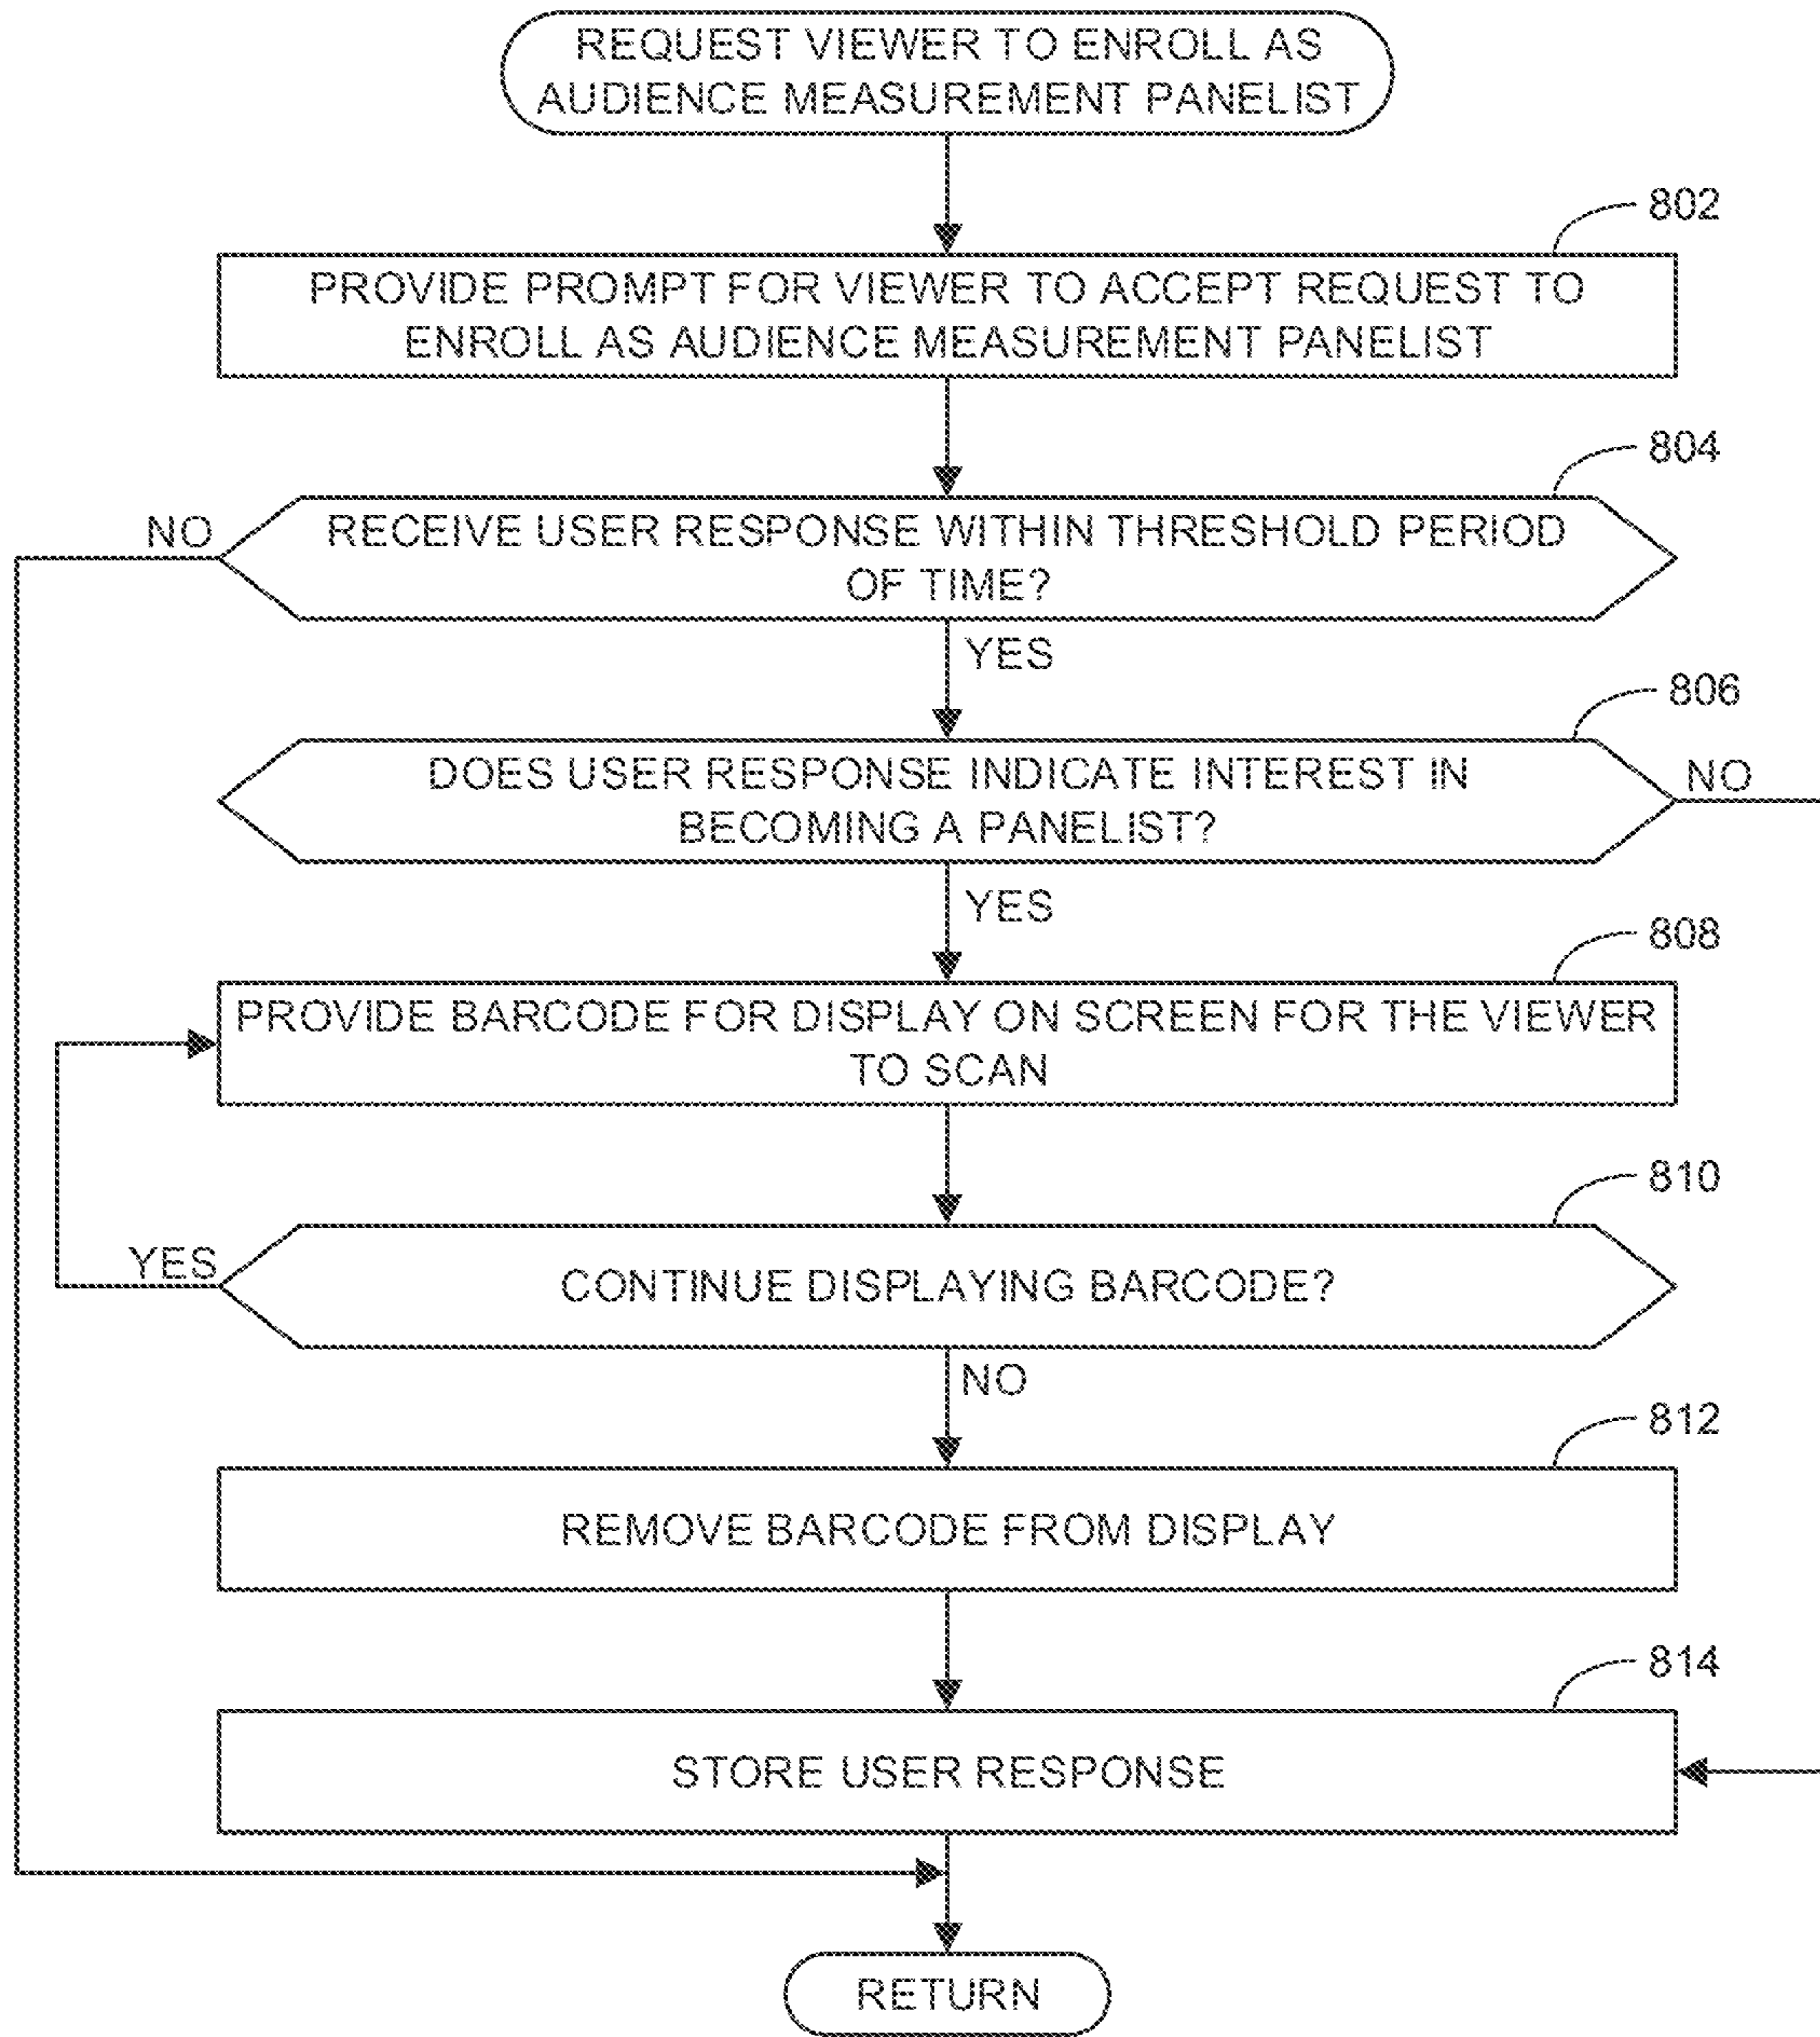 REQUEST VIEWER TO ENROLL AS
AUDIENCE MEASUREMENT PANELIST
802
PROVIDE PROMPT FOR VIEWER TO ACCEPT REQUEST TO
ENROLL AS AUDIENCE MEASUREMENT PANELIST
804
NO
RECEIVE USER RESPONSE WITHIN THRESHOLD PERIOD
OF TIME?
YES
806
DOES USER RESPONSE INDICATE INTEREST IN
BECOMING A PANELIST?
NO
YES
808
PROVIDE BARCODE FOR DISPLAY ON SCREEN FOR THE VIEWER
TO SCAN
810
YES
CONTINUE DISPLAYING BARCODE?
NO
812
REMOVE BARCODE FROM DISPLAY
814
STORE USER RESPONSE
RETURN